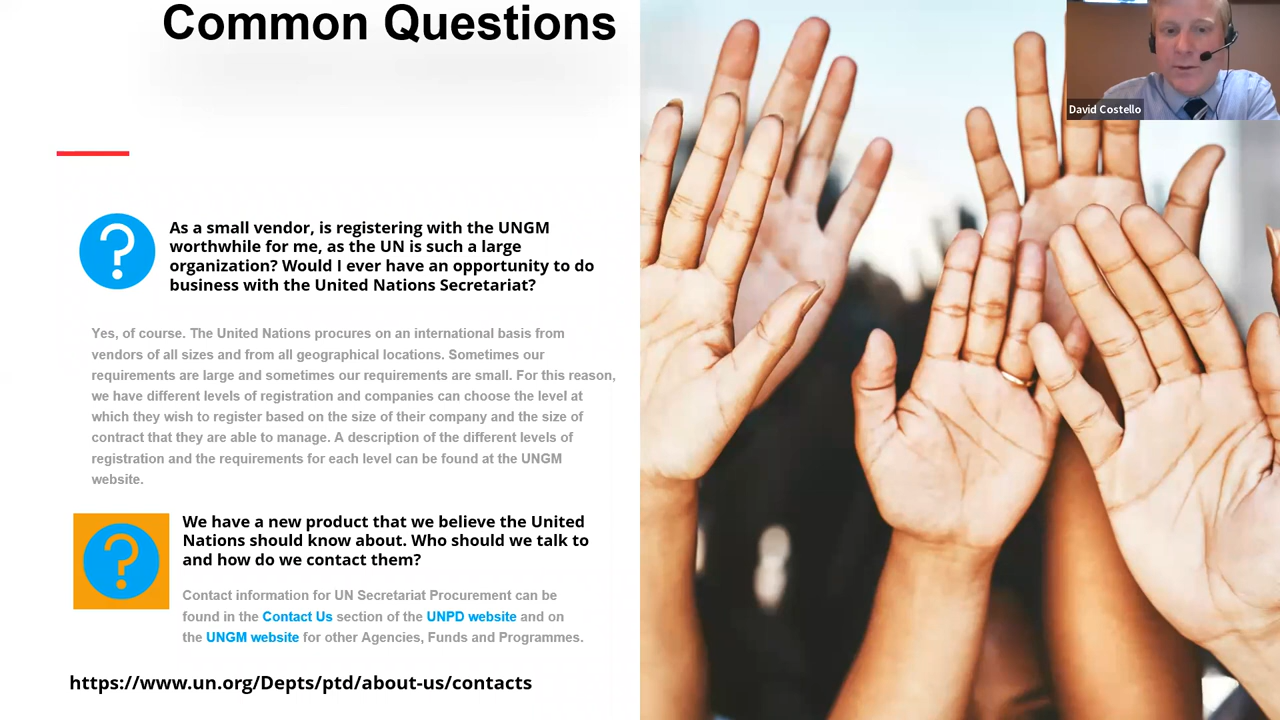 Common Questions
David Costello
?
As a small vendor, is registering with the UNGM
worthwhile for me, as the UN is such a large
organization? Would I ever have an opportunity to do
business with the United Nations Secretariat?
Yes, of course. The United Nations procures on an international basis from
vendors of all sizes and from all geographical locations. Sometimes our
requirements are large and sometimes our requirements are small. For this reason,
we have different levels of registration and companies can choose the level at
which they wish to register based on the size of their company and the size of
contract that they are able to manage. A description of the different levels of
registration and the requirements for each level can be found at the UNGM
website.
?
We have a new product that we believe the United
Nations should know about. Who should we talk to
and how do we contact them?
Contact information for UN Secretariat Procurement can be
found in the Contact Us section of the UNPD website and on
the UNGM website for other Agencies, Funds and Programmes.
https://www.un.org/Depts/ptd/about-us/contacts